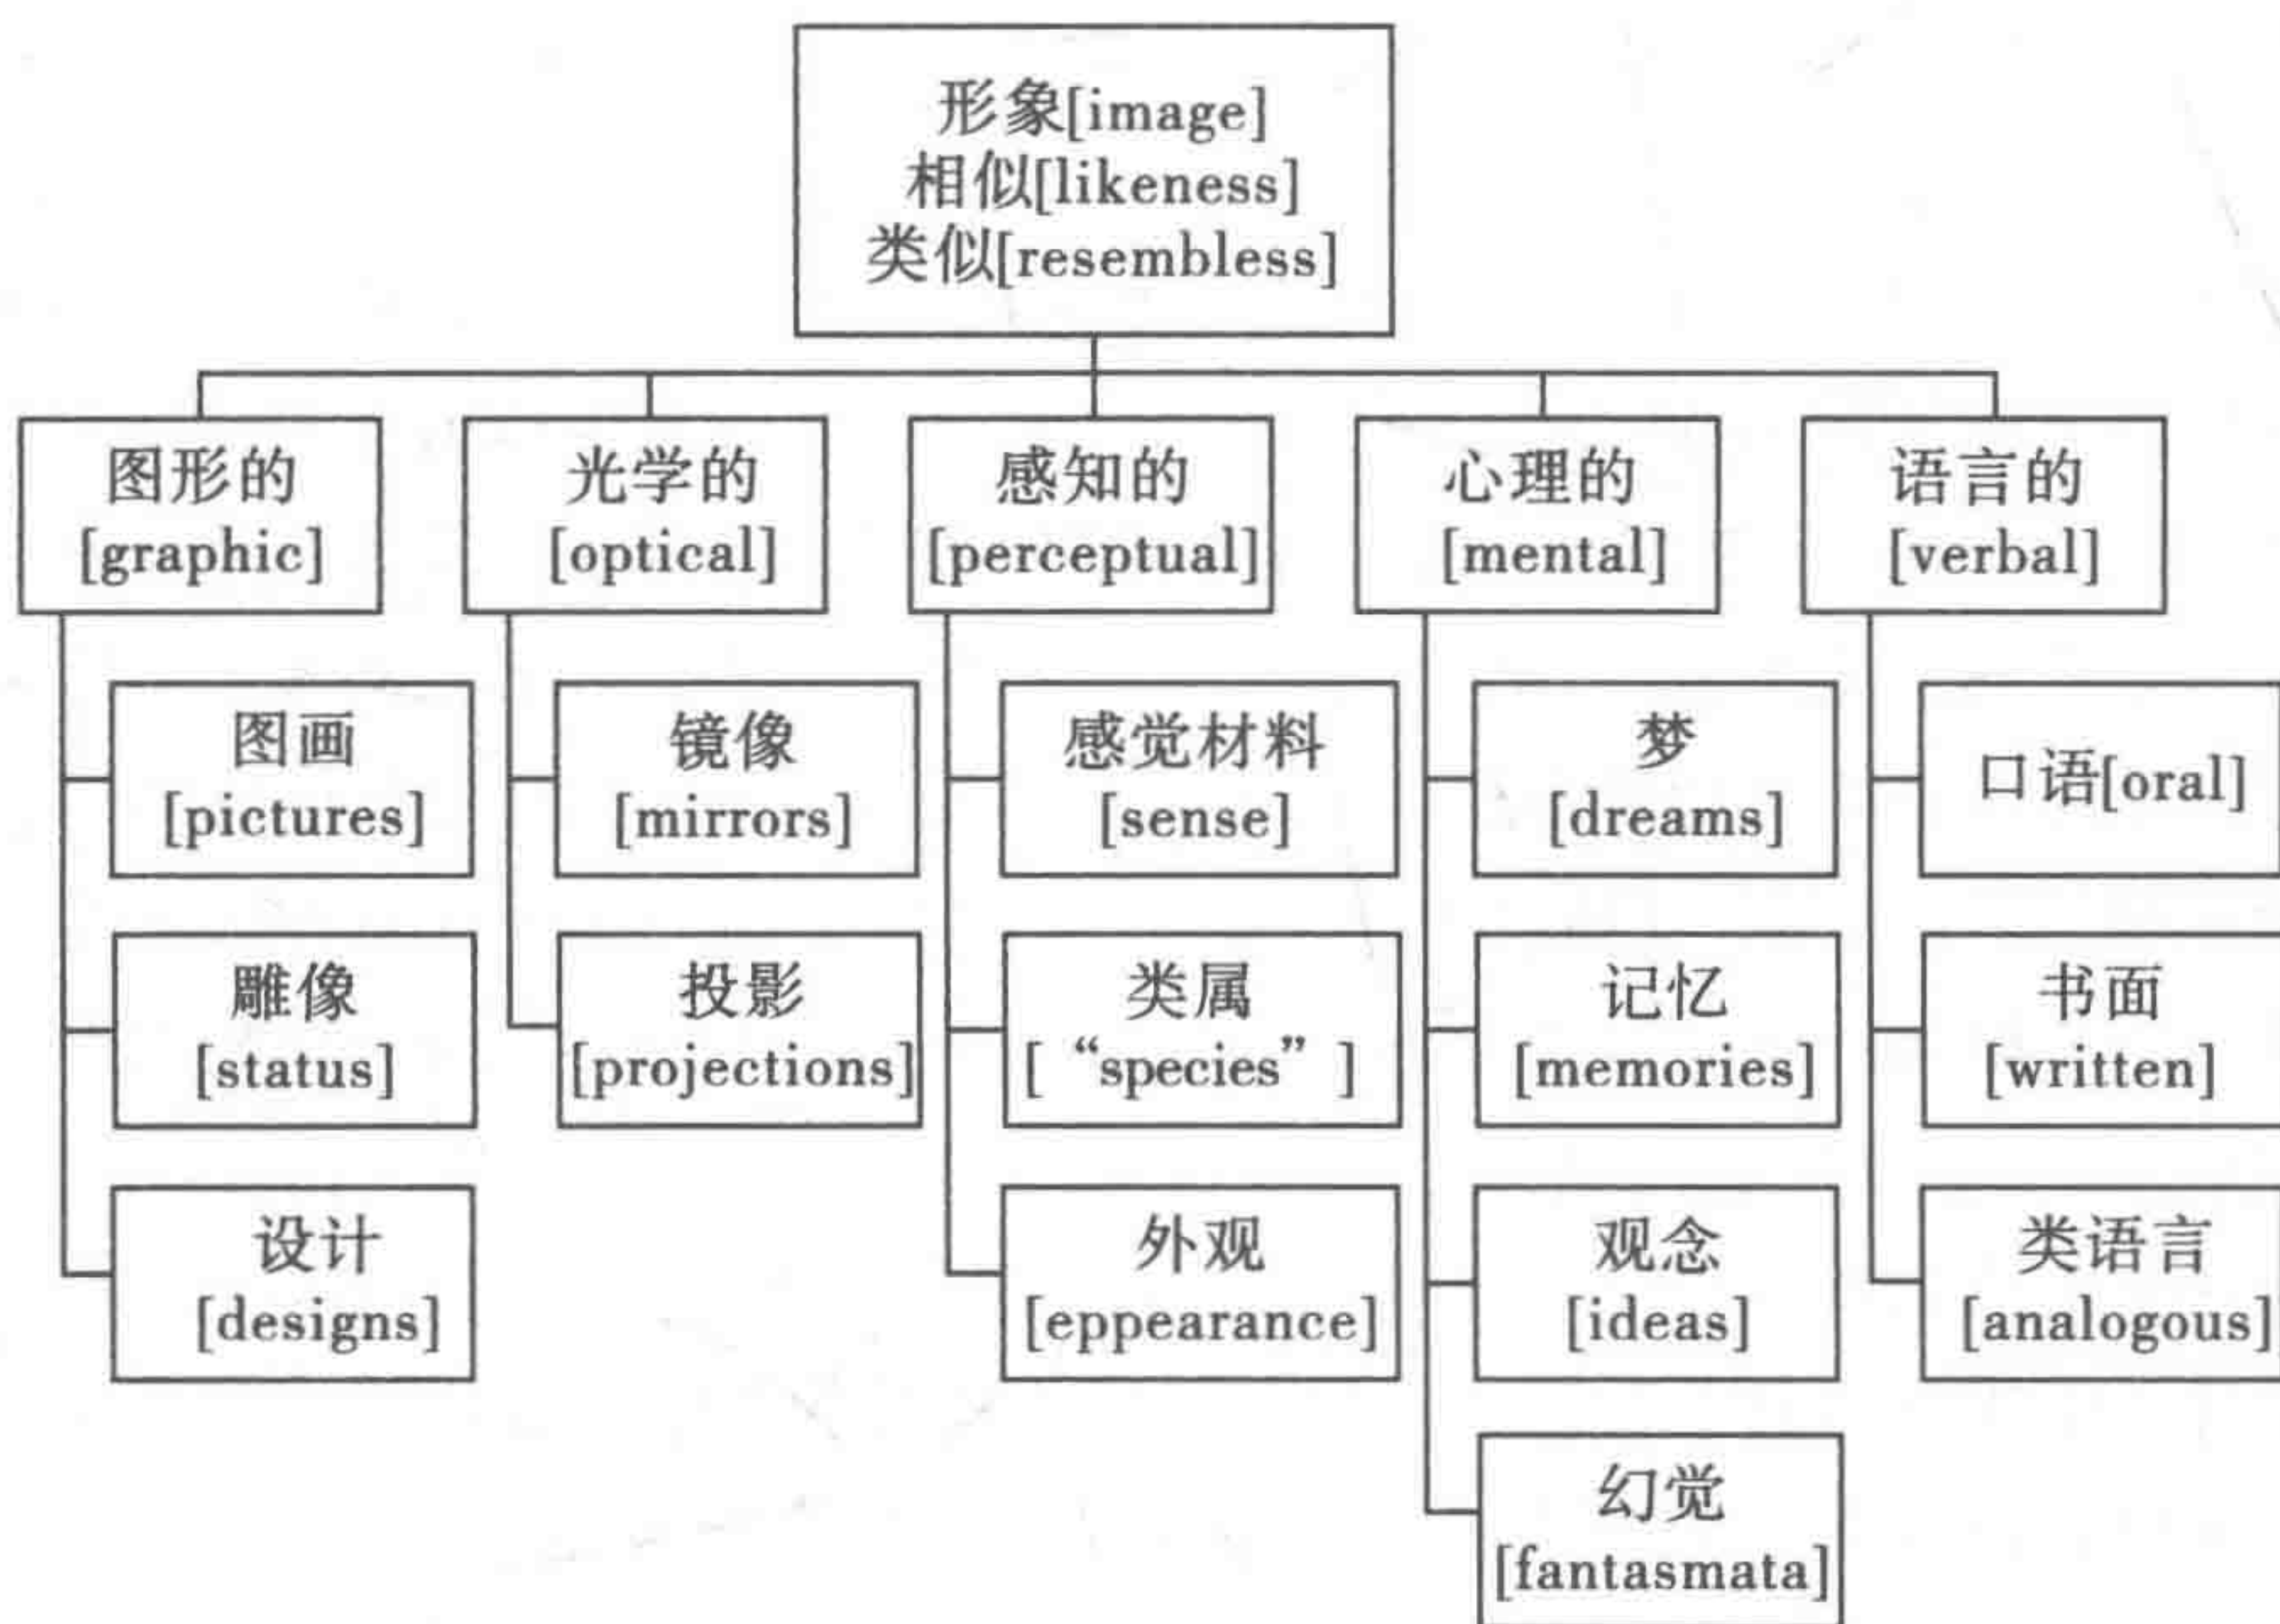 形象[image]
相似[likeness]
类似[resembless]
图形的
[graphic]
光学的
[optical]
感知的
[perceptual]
心理的
[mental]
语言的
[verbal]
图画
[pictures]
镜像
[mirrors]
感觉材料
[sense]
梦
[dreams]
口语[oral]
雕像
[status]
投影
[projections]
类属
[ “species” ]
记忆
[memories]
书面
[written]
设计
[designs]
外观
[eppearance]
观念
[ideas]
类语言
[analogous]
幻觉
[fantasmata]